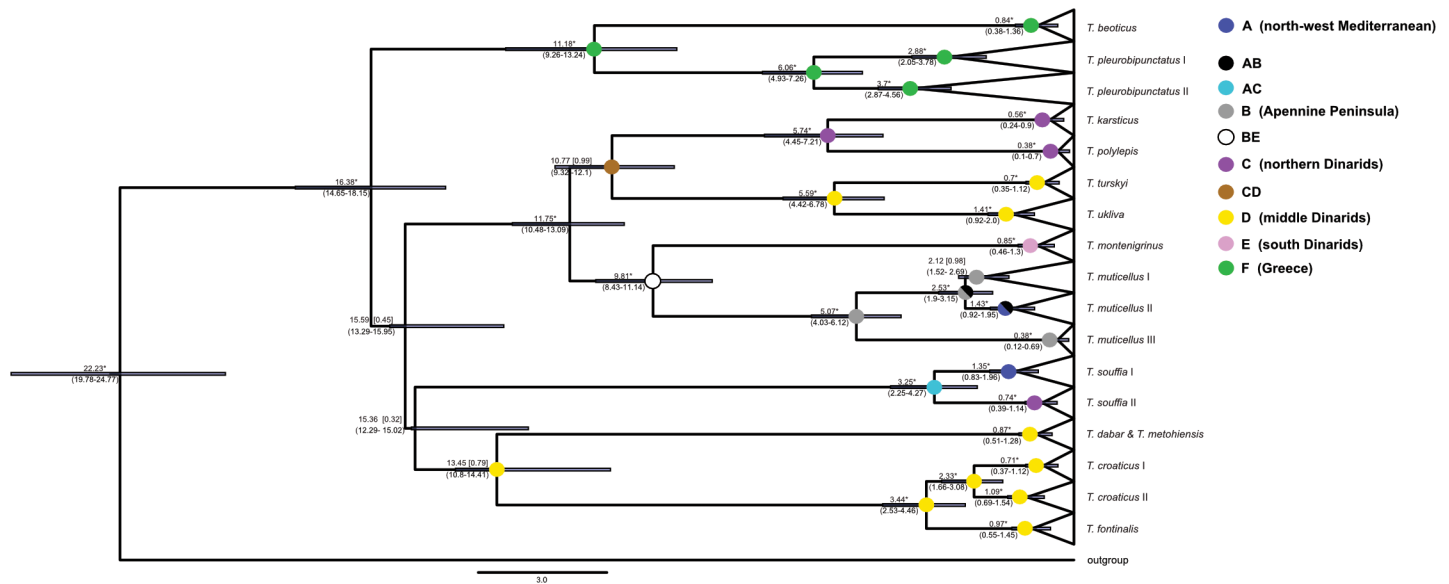 0.84*
(0.38-1.36)
T. beoticus
11.18*
(9.26-13.24)
2.88*
(2.05-3.78)
T. pleurobipunctatus I
6.06*
(4.93-7.26)
3.7*
(2.87-4.56)
T. pleurobipunctatus II
0.56*
(0.24-0.9)
T. karsticus
5.74*
(4.45-7.21)
0.38*
(0.1-0.7)
T. polylepis
10.77 [0.99]
(9.32-12.1)
0.7*
(0.35-1.12)
T. turskyi
5.59*
(4.42-6.78)
1.41*
(0.92-2.0)
T. ukliva
16.38*
(14.65-18.15)
11.75*
(10.48-13.09)
0.85*
(0.46-1.3)
T. montenigrinus
9.81*
(8.43-11.14)
2.12 [0.98]
(1.52- 2.69)
T. muticellus I
2.53*
(1.9-3.15)
1.43*
(0.92-1.95)
T. muticellus II
5.07*
(4.03-6.12)
0.38*
(0.12-0.69)
T. muticellus III
15.59 [0.45]
(13.29-15.95)
1.35*
(0.83-1.96)
T. souffia I
3.25*
(2.25-4.27)
0.74*
(0.39-1.14)
T. souffia II
22.23*
(19.78-24.77)
15.36 [0.32]
(12.29- 15.02)
0.87*
(0.51-1.28)
T. dabar & T. metohiensis
13.45 [0.79]
(10.8-14.41)
0.71*
(0.37-1.12)
T. croaticus I
2.33*
(1.66-3.08)
1.09*
(0.69-1.54)
T. croaticus II
3.44*
(2.53-4.46)
0.97*
(0.55-1.45)
T. fontinalis
outgroup
3.0
A (north-west Mediterranean)
AB
AC
B (Apennine Peninsula)
BE
C (northern Dinarids)
CD
D (middle Dinarids)
E (south Dinarids)
F (Greece)